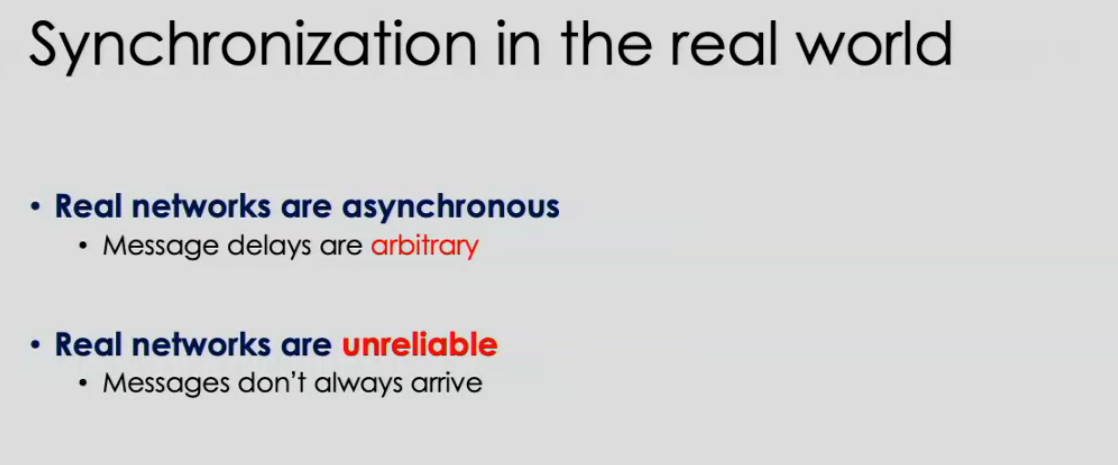 Synchronization in the real world
• Real networks are asynchronous
• Message delays are arbitrary
• Real networks are unreliable
• Messages don't always arrive